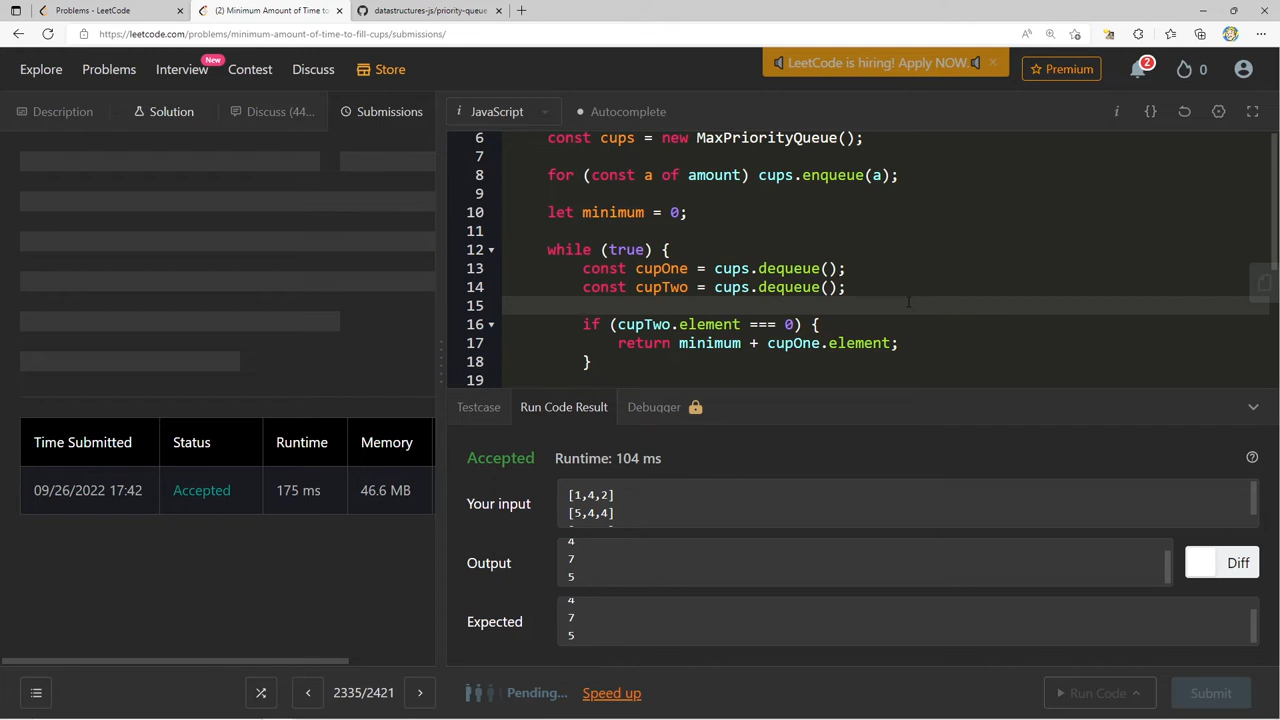 Problems - LeetCode
(2) Minimum Amount of Time to
datastructures-js/priority-queue
https://leetcode.com/problems/minimum-amount-of-time-to-fill-cups/submissions/
Explore
Problems
Interview
New
Contest
Discuss
Store
LeetCode is hiring! Apply NOW.
Premium
2
0
Description
Solution
Discuss (44...
Submissions
i JavaScript
Autocomplete
6 const cups = new MaxPriorityQueue();
7
8 for (const a of amount) cups.enqueue(a);
9
10 let minimum = 0;
11
12 while (true) {
13 const cupOne = cups.dequeue();
14 const cupTwo = cups.dequeue();
15
16 if (cupTwo.element === 0) {
17 return minimum + cupOne.element;
18 }
19
Testcase
Run Code Result
Debugger
Accepted
Runtime: 104 ms
Your input
[1,4,2]
[5,4,4]
Output
4
7
5
Diff
Expected
4
7
5
Time Submitted Status Runtime Memory
09/26/2022 17:42 Accepted 175 ms 46.6 MB
2335/2421
Pending...
Speed up
Run Code
Submit